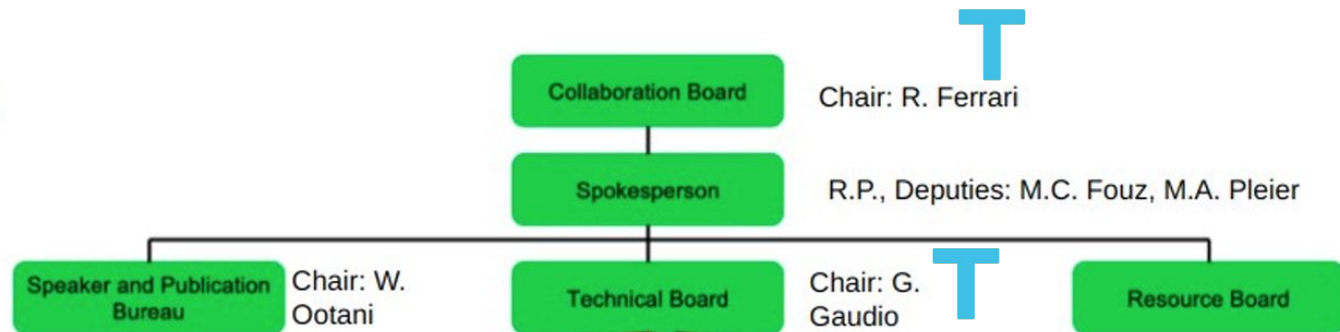 T
Collaboration Board
Chair: R. Ferrari
Spokesperson
R.P., Deputies: M.C. Fouz, M.A. Pleier
Speaker and Publication
Bureau
Chair: W.
Ootani
Technical Board
Chair: G.
Gaudio
T
Resource Board